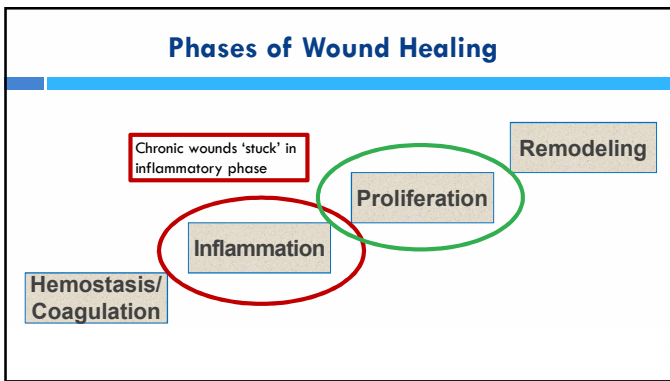 Phases of Wound Healing
Chronic wounds ‘stuck’ in
inflammatory phase
Remodeling
Proliferation
Inflammation
Hemostasis/
Coagulation